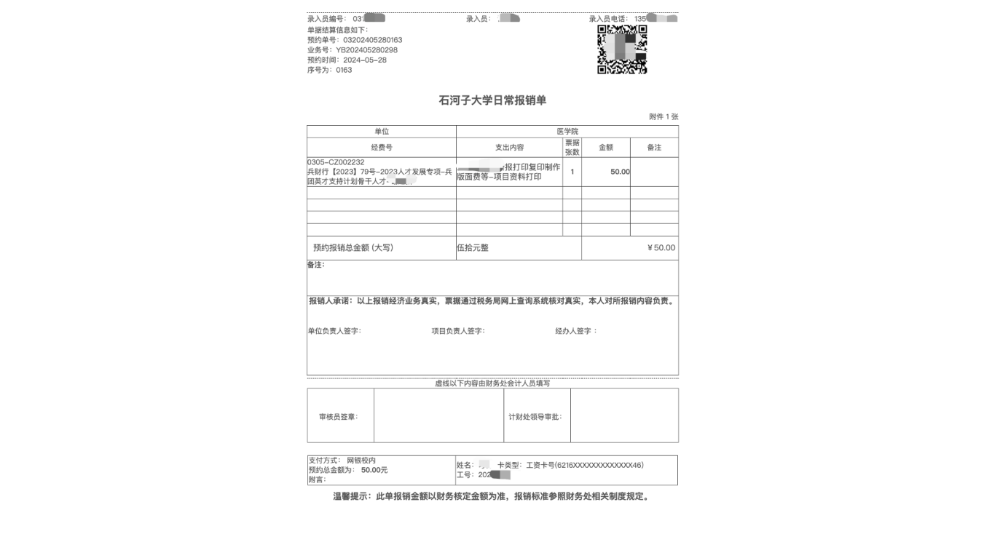 录入员编号： 031
录入员：
录入员电话： 135
单据结算信息如下：
预约单号：03202405280163
业务号：YB202405280298
预约时间：2024-05-28
序号为：0163
石河子大学日常报销单
附件 1 张
单位 医学院
经费号 支出内容 票据张数 金额 备注
0305-CZ002232
兵财行【2023】79号-2023人才发展专项-兵
团英才支持计划骨干人才-
报打印复印制作
版面费等-项目资料打印
1
50.00
预约报销总金额 (大写) 伍拾元整 ¥ 50.00
备注：
报销人承诺：以上报销经济业务真实，票据通过税务局网上查询系统核对真实，本人对所报销内容负责。
单位负责人签字： 项目负责人签字： 经办人签字 ：
虚线以下内容由财务处会计人员填写
审核员签章： 计财处领导审批：
支付方式： 网银校内
预约总金额为： 50.00元
附言：
姓名： 卡类型：工资卡号(6216XXXXXXXXXXXXX46)
工号：202
温馨提示：此单报销金额以财务核定金额为准，报销标准参照财务处相关制度规定。